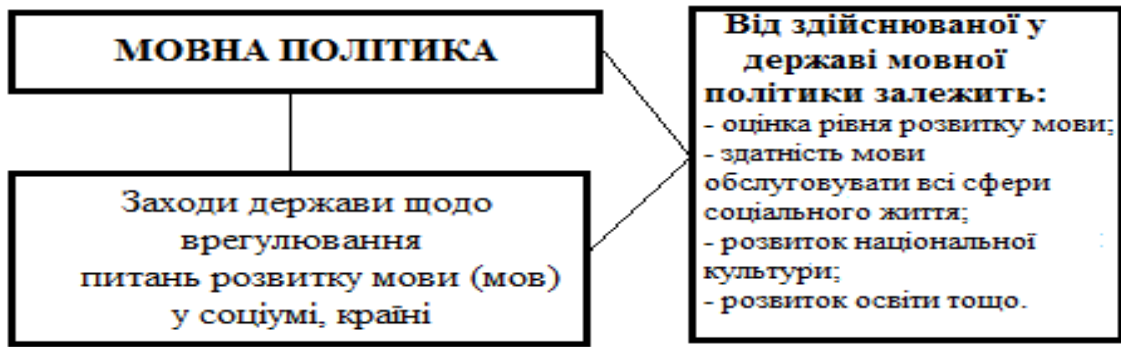 МОВНА ПОЛІТИКА
Заходи держави щодо
врегулювання
питань розвитку мови (мов)
у соціумі, країні
Від здійснюваної у
державі мовної
політики залежить:
- оцінка рівня розвитку мови;
- здатність мови
обслуговувати всі сфери
соціального життя;
- розвиток національної
культури;
- розвиток освіти тощо.